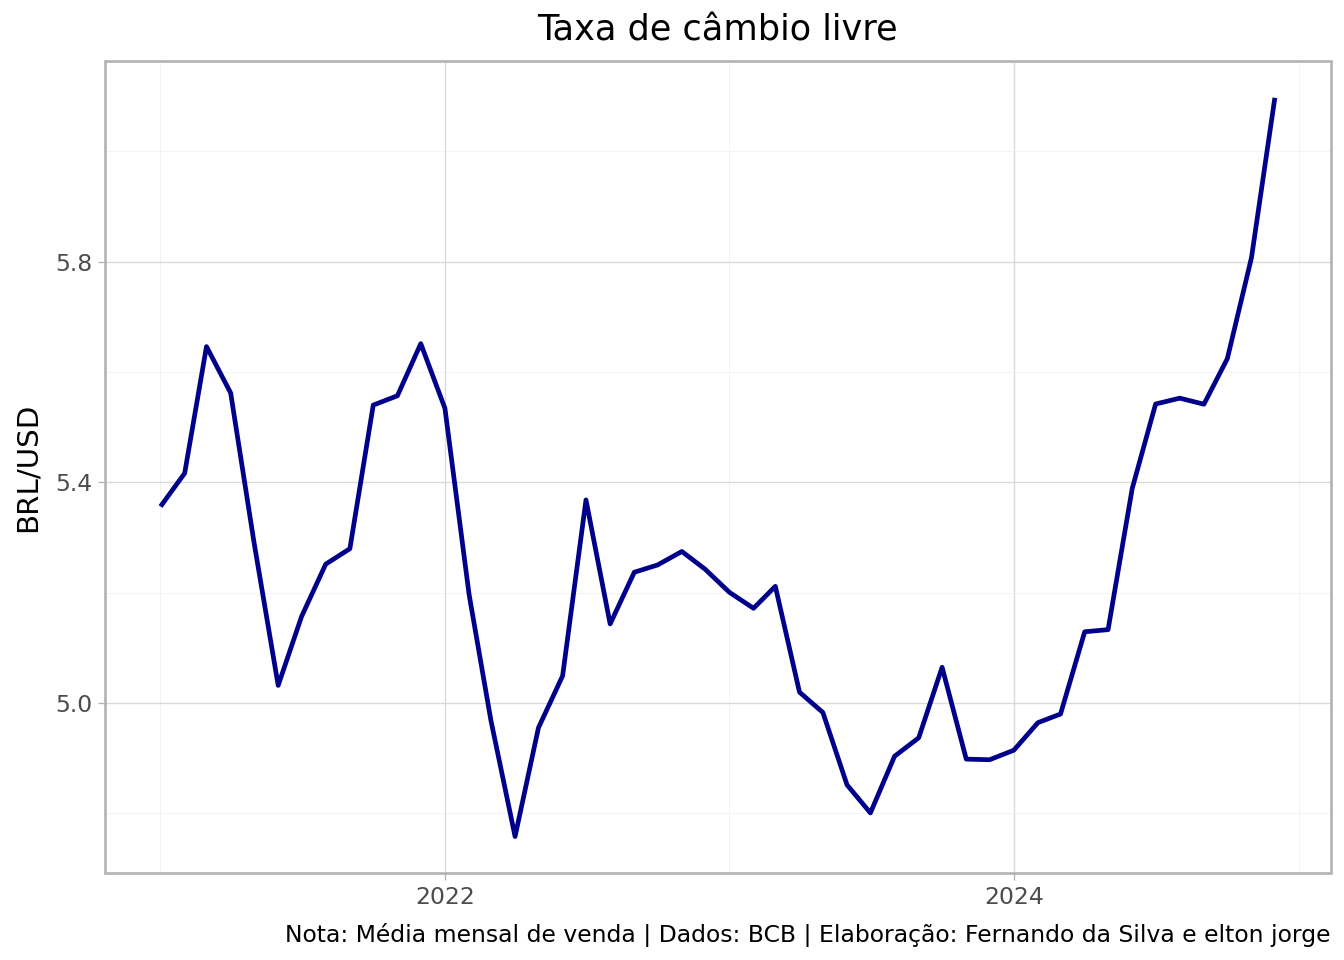 Taxa de câmbio livre
BRL/USD
5.8
5.4
5.0
2022
2024
Nota: Média mensal de venda | Dados: BCB | Elaboração: Fernando da Silva e elton jorge